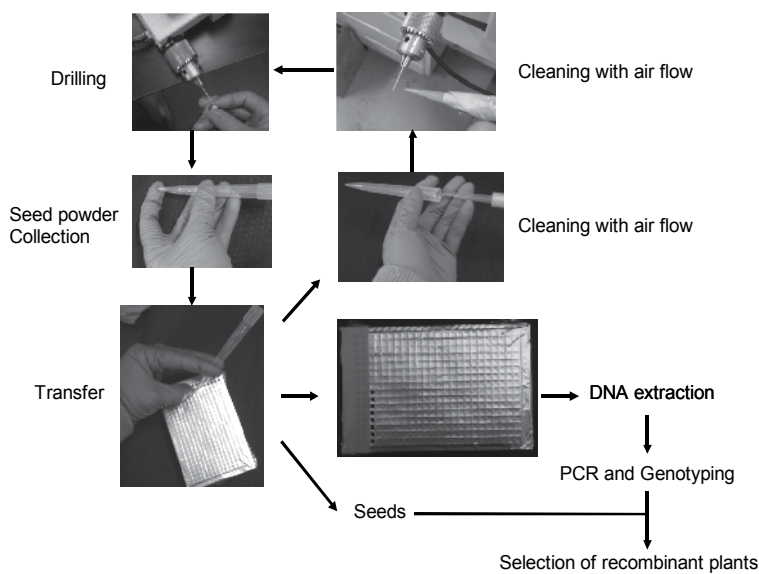 Drilling
Cleaning with air flow
Seed powder
Collection
Cleaning with air flow
Transfer
DNA extraction
PCR and Genotyping
Seeds
Selection of recombinant plants